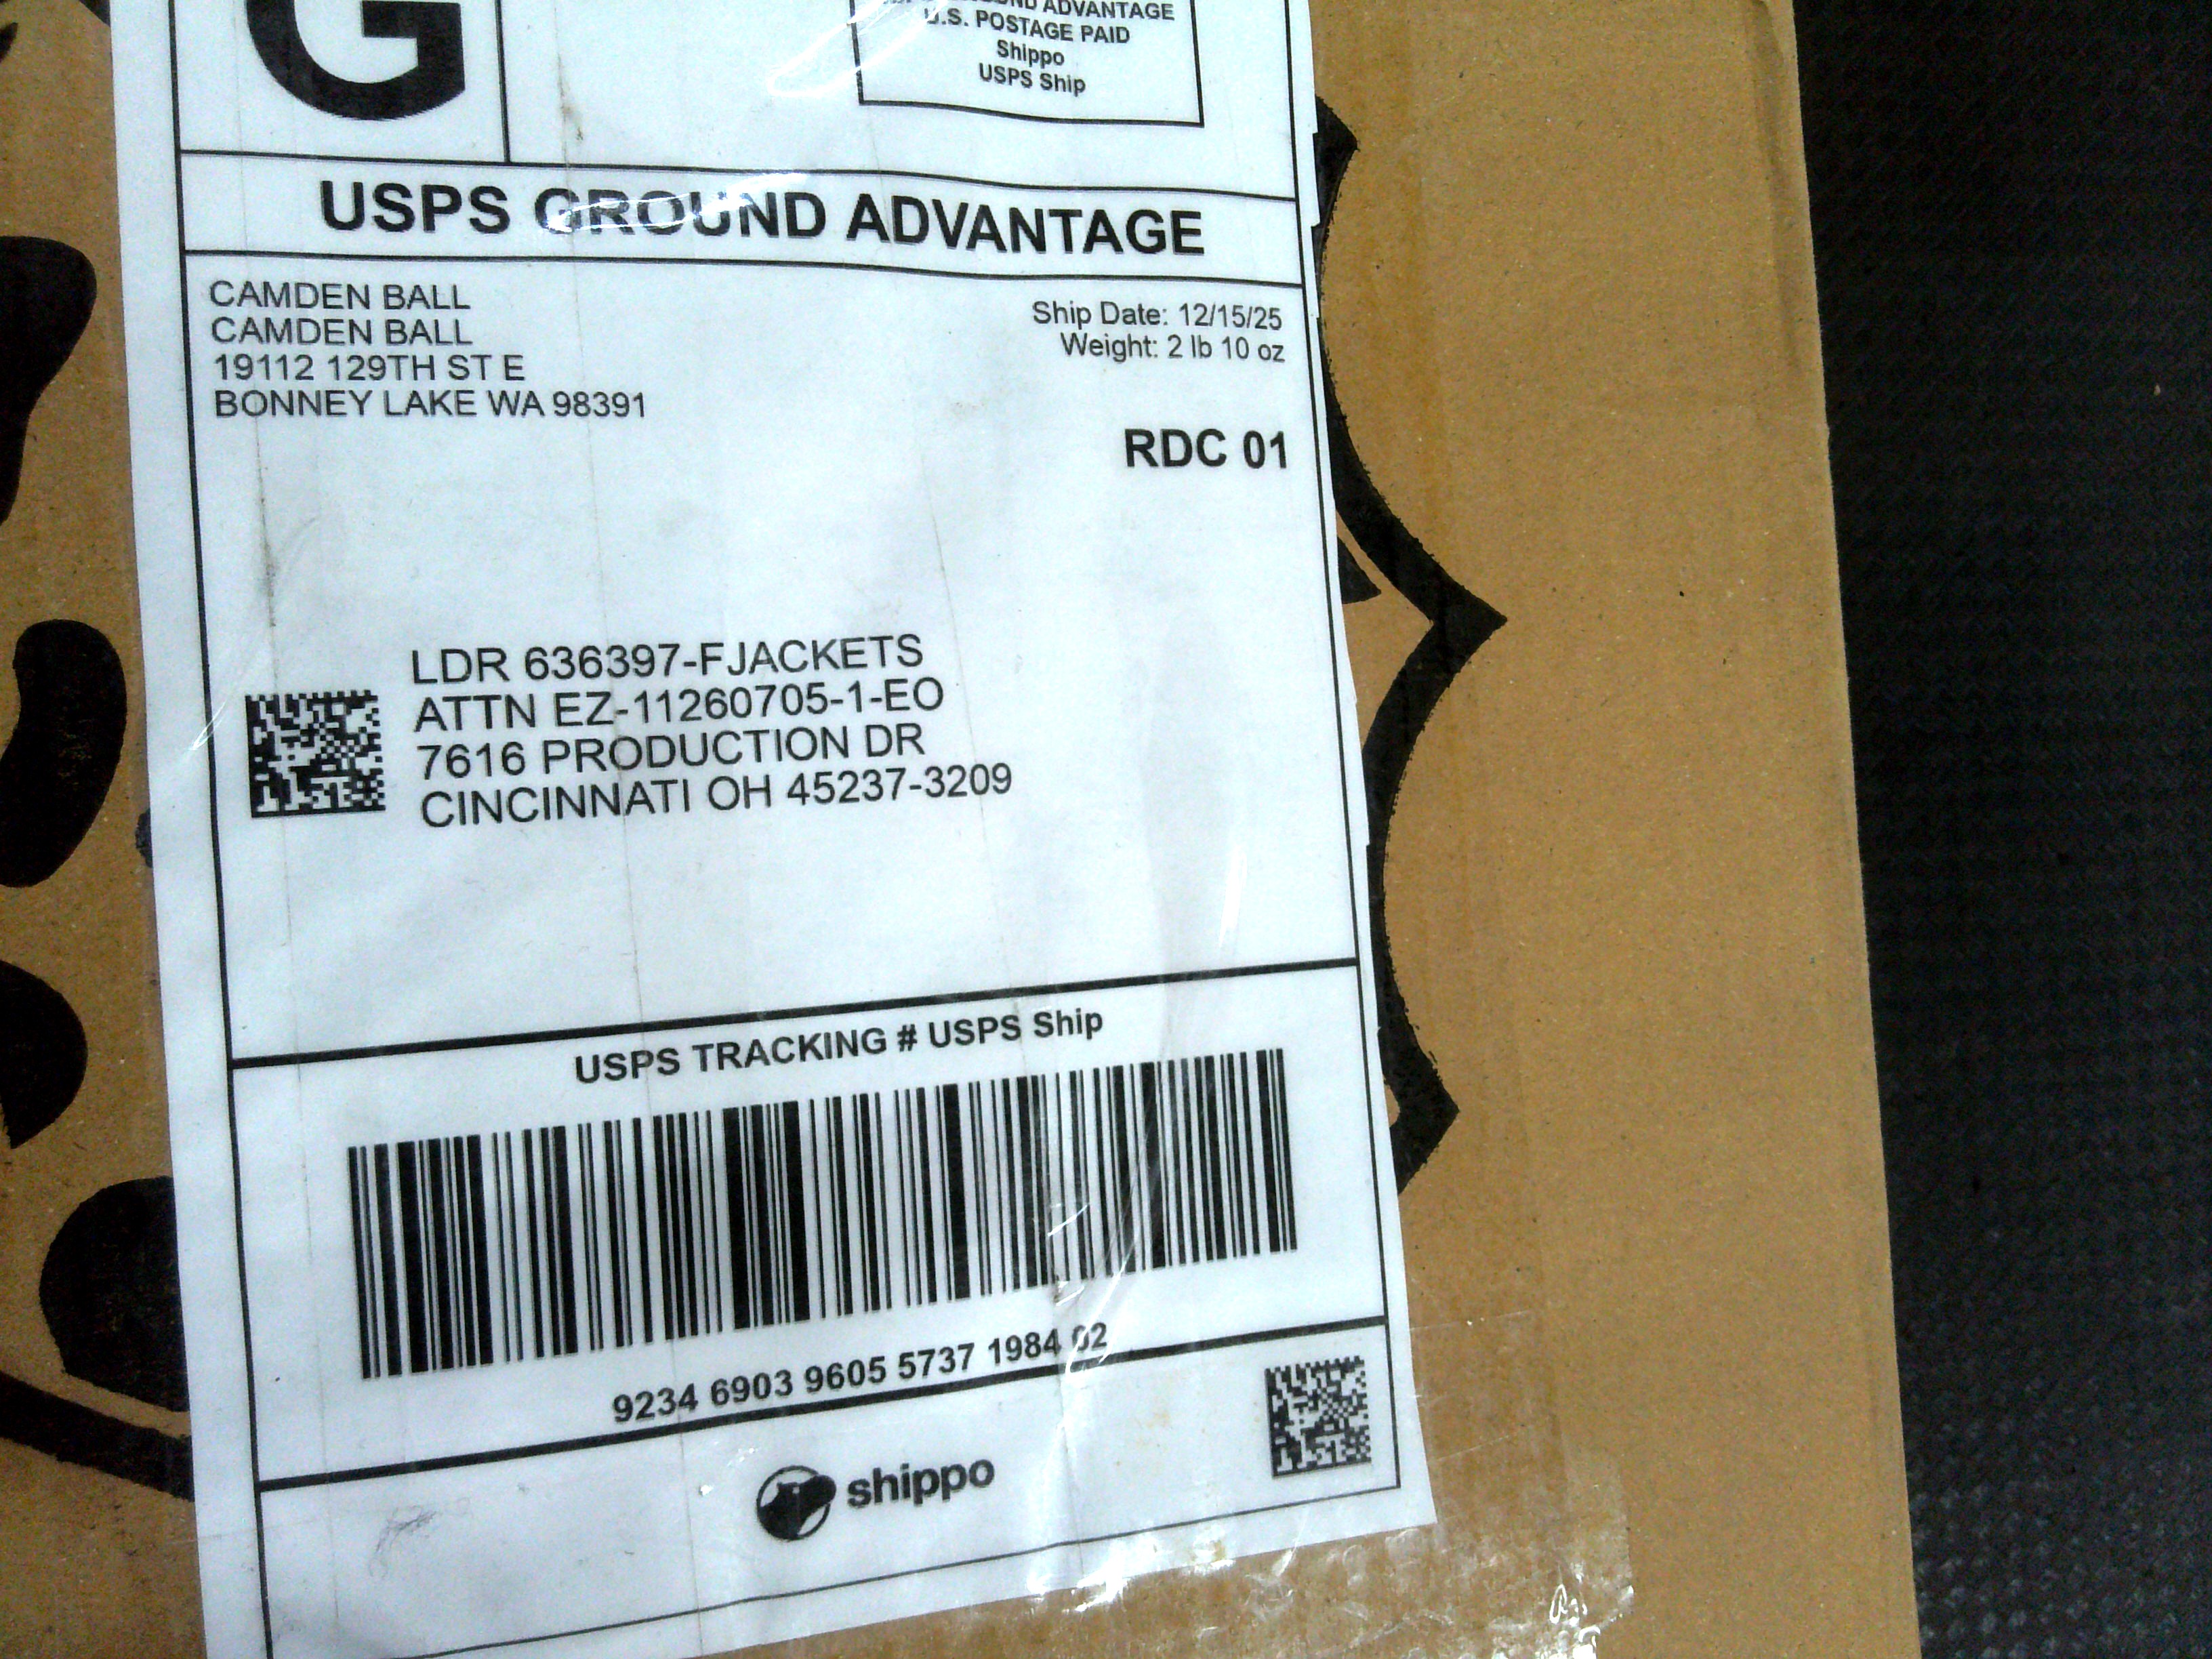 G
GROUND ADVANTAGE
U.S. POSTAGE PAID
Shippo
USPS Ship
USPS GROUND ADVANTAGE
CAMDEN BALL
CAMDEN BALL
19112 129TH ST E
BONNEY LAKE WA 98391
Ship Date: 12/15/25
Weight: 2 lb 10 oz
RDC 01
LDR 636397-FJACKETS
ATTN EZ-11260705-1-EO
7616 PRODUCTION DR
CINCINNATI OH 45237-3209
USPS TRACKING # USPS Ship
9234 6903 9605 5737 1984 02
shippo